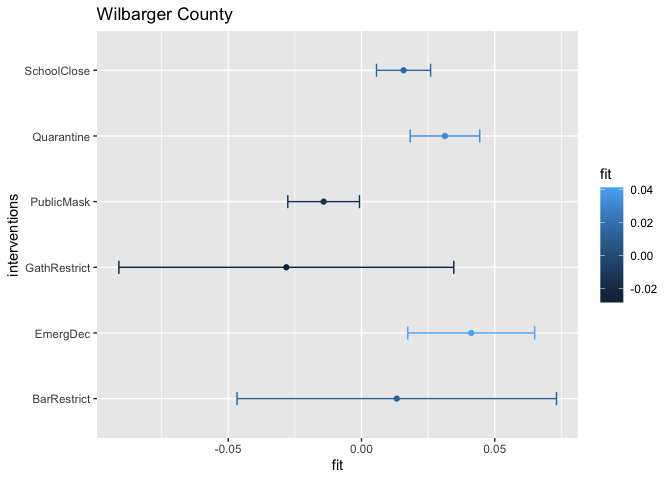 Wilbarger County
SchoolClose
Quarantine
PublicMask
GathRestrict
EmergDec
BarRestrict
interventions
-0.05
0.00
0.05
fit
fit
0.04
0.02
0.00
-0.02